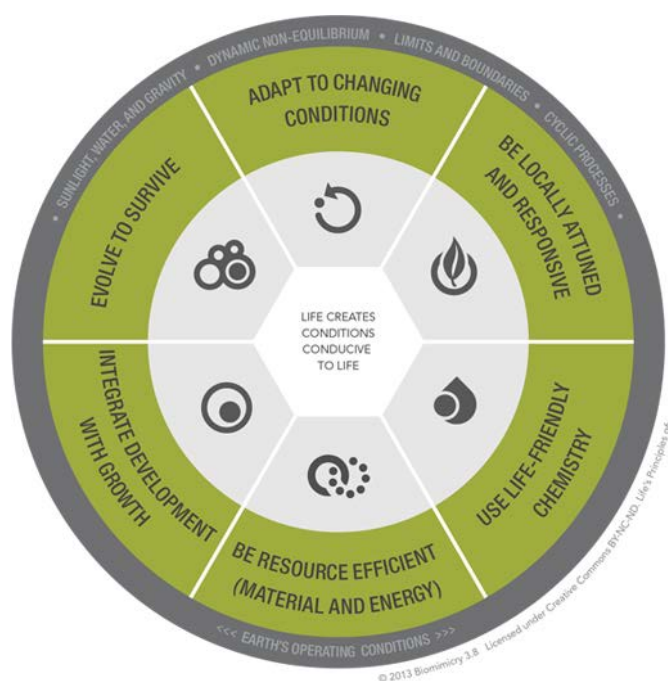 • SUNLIGHT, WATER, AND GRAVITY • DYNAMIC NON-EQUILIBRIUM • LIMITS AND BOUNDARIES • CYCLIC PROCESSES •
ADAPT TO CHANGING
CONDITIONS
BE LOCALLY ATTUNED
AND RESPONSIVE
USE LIFE-FRIENDLY
CHEMISTRY
BE RESOURCE EFFICIENT
(MATERIAL AND ENERGY)
INTEGRATE DEVELOPMENT
WITH GROWTH
EVOLVE TO SURVIVE
LIFE CREATES
CONDITIONS
CONDUCIVE
TO LIFE
<<< EARTH'S OPERATING CONDITIONS >>>
© 2013 Biomimicry 3.8 Licensed under Creative Commons BY-NC-ND. Life's Principles of